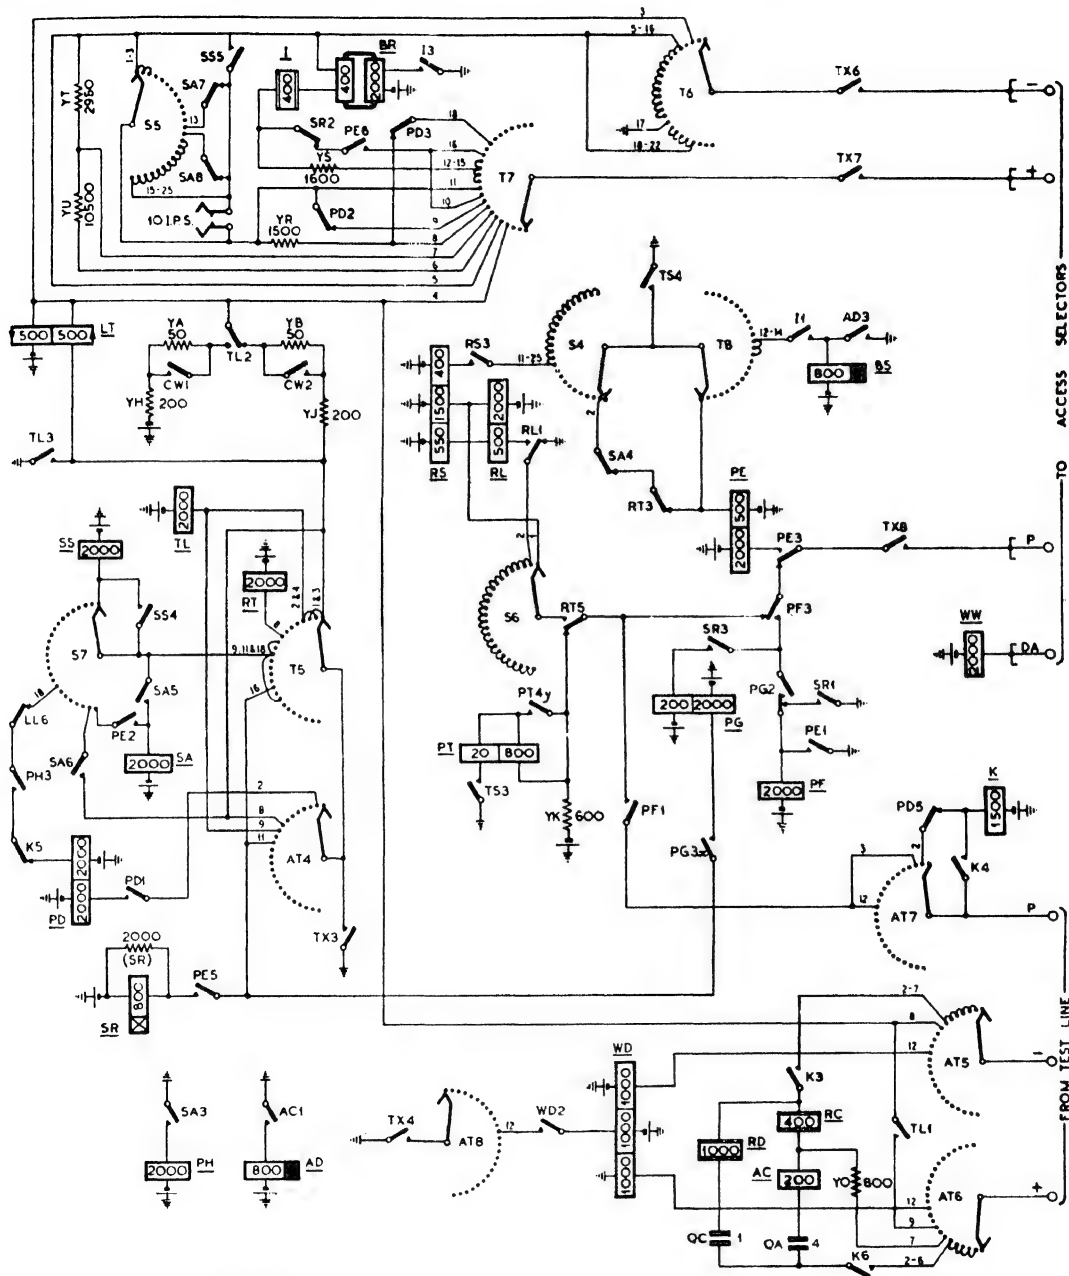 3
5-16
1-3
SS5
SA7
I
400
BR
400
2000
I3
YT
2950
S5
13
SA8
15-25
YU
10500
10 I.P.S.
SR2
PE6
PD3
YS
1600
YR
1500
PD2
18
16
12-15
11
10
9
8
7
6
5
4
T7
T6
17
18-22
TX6
−
TX7
+
TO ACCESS SELECTORS
500
500
LT
YA
50
YB
50
TL2
CW1
CW2
YH
200
YJ
200
TL3
TS4
S4
T8
12-14
I1
AD3
800
BS
RS3
11-25
400
1500
550
RS
2000
500
RL
RL1
2
SA4
RT3
PE
500
2000
PE3
TX8
P
SS
2000
2000
TL
2000
RT
2 & 4
1 & 3
SS4
S7
9,11&18
T5
16
18
SA5
LL6
PE2
SA6
2000
SA
PH3
2
8
9
11
AT4
K5
2000
2000
PD
PD1
TX3
2000
(SR)
800
SR
PE5
2
1
S6
RT5
PF3
SR3
200
2000
PG
PG2
SR1
PE1
2000
PF
WW
2000
DA
PT4y
PT
20
800
TS3
YK
600
PF1
PG3
K
1500
PD5
2
3
K4
12
AT7
P
SA3
2000
PH
AC1
800
AD
TX4
AT8
12
WD2
WD
1000
1000
1000
2-7
8
12
AT5
−
K3
RC
400
RD
1000
AC
200
YO
800
TL1
12
AT6
9
7
2-6
+
QC
1
QA
4
K6
FROM TEST LINE